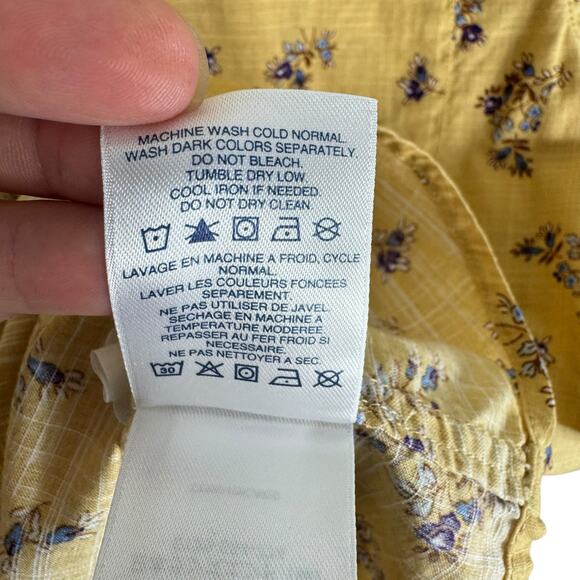 MACHINE WASH COLD NORMAL.
WASH DARK COLORS SEPARATELY
DO NOT BLEACH.
TUMBLE DRY LOW.
COOL IRON IF NEEDED.
DO NOT DRY CLEAN.
LAVAGE EN MACHINE A FROID, CYCLE
NORMAL.
LAVER LES COULEURS FONCEES
SEPAREMENT.
NE PAS UTILISER DE JAVEL.
SECHAGE EN MACHINE A
TEMPERATURE MODEREE.
REPASSER AU FER FROID SI
NECESSAIRE.
NE PAS NETTOYER A SEC.
30